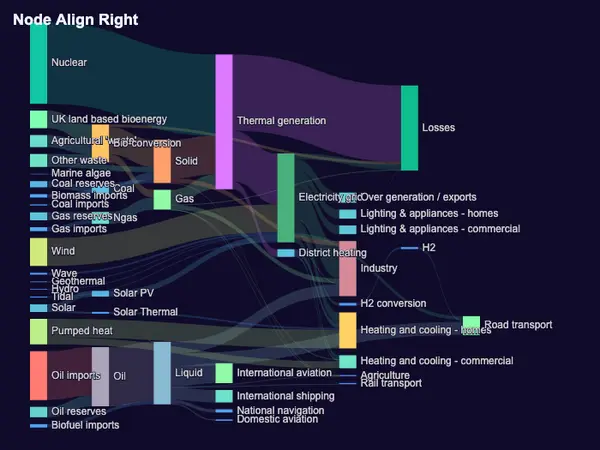 Node Align Right
Nuclear
UK land based bioenergy
Agricultural 'waste'
Other waste
Marine algae
Coal reserves
Biomass imports
Coal imports
Gas reserves
Gas imports
Wind
Wave
Geothermal
Hydro
Tidal
Solar
Pumped heat
Oil imports
Oil reserves
Biofuel imports
Bio-conversion
Coal
Ngas
Solar PV
Solar Thermal
Oil
Solid
Gas
Liquid
Thermal generation
International aviation
International shipping
National navigation
Domestic aviation
Electricity grid
District heating
Over generation / exports
Lighting & appliances - homes
Lighting & appliances - commercial
Industry
H2 conversion
Heating and cooling - homes
Heating and cooling - commercial
Agriculture
Rail transport
Losses
H2
Road transport